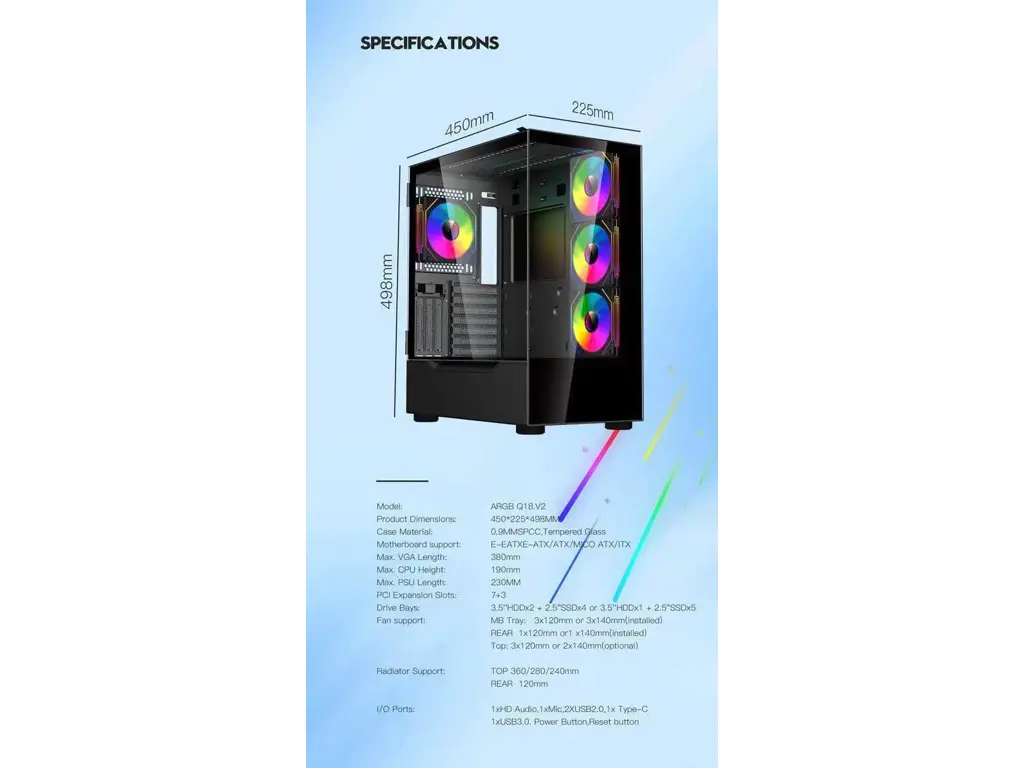 SPECIFICATIONS
450mm
225mm
498mm
Model: ARGB Q18.V2
Product Dimensions: 450*225*498MM
Case Material: 0.9MMSPCC,Tempered Glass
Motherboard support: E-EATXE-ATX/ATX/MICO ATX/ITX
Max. VGA Length: 380mm
Max. CPU Height: 190mm
Max. PSU Length: 230MM
PCI Expansion Slots: 7+3
Drive Bays: 3.5"HDDx2 + 2.5"SSDx4 or 3.5"HDDx1 + 2.5"SSDx5
Fan support: MB Tray: 3x120mm or 3x140mm(installed)
REAR 1x120mm or1 x140mm(installed)
Top: 3x120mm or 2x140mm(optional)
Radiator Support: TOP 360/280/240mm
REAR 120mm
I/O Ports: 1xHD Audio,1xMic,2XUSB2.0,1x Type-C
1xUSB3.0. Power Button,Reset button